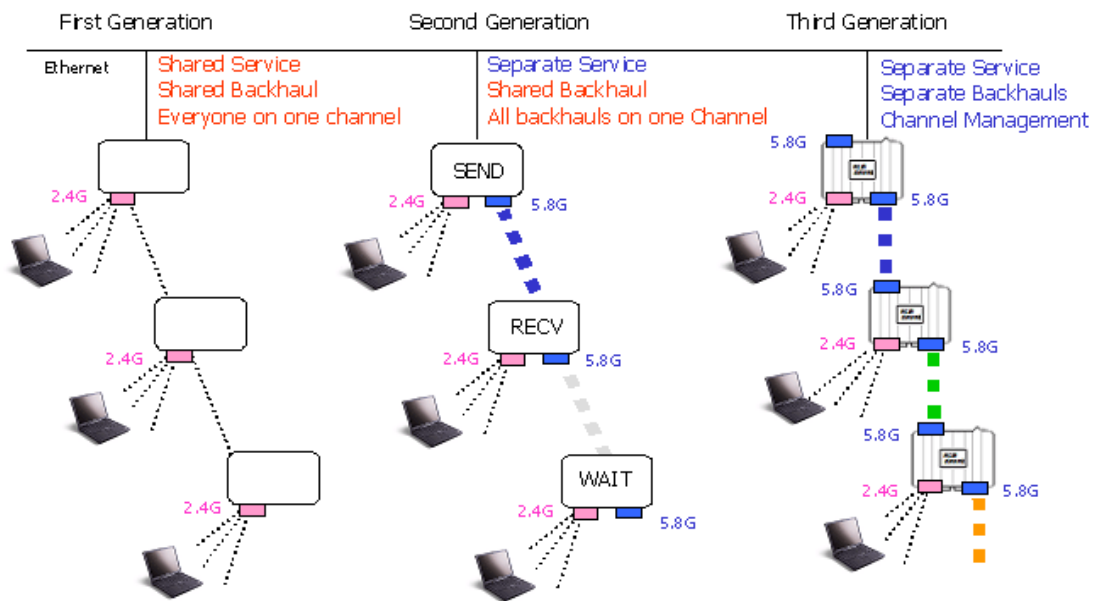 First Generation
Second Generation
Third Generation
Ethernet
Shared Service
Shared Backhaul
Everyone on one channel
Separate Service
Shared Backhaul
All backhauls on one Channel
Separate Service
Separate Backhauls
Channel Management
2.4G
SEND
2.4G
5.8G
5.8G
2.4G
5.8G
2.4G
RECV
2.4G
5.8G
5.8G
2.4G
5.8G
2.4G
WAIT
2.4G
5.8G
5.8G
2.4G
5.8G